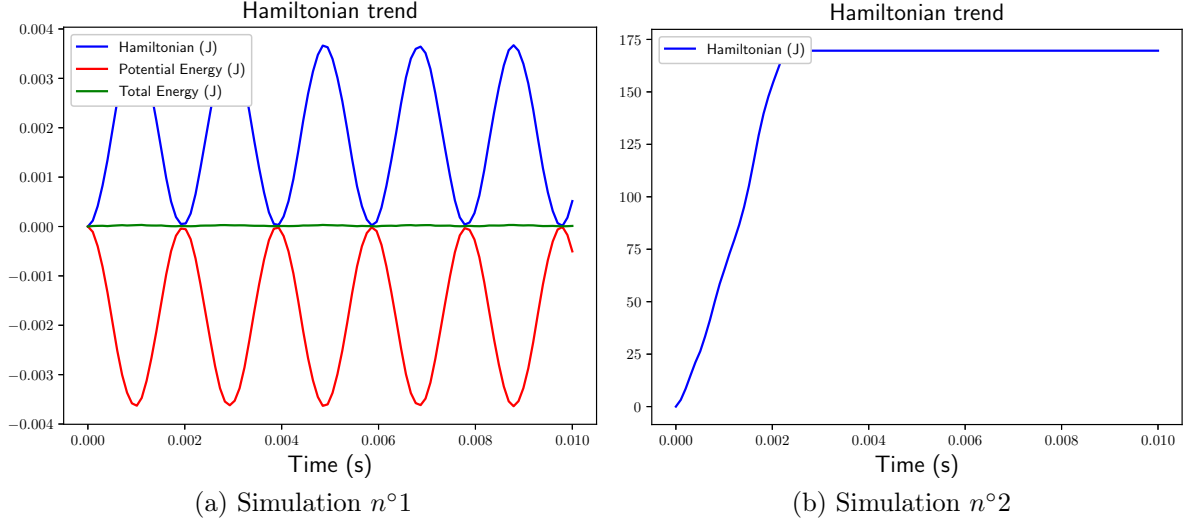 Hamiltonian trend
Hamiltonian (J)
Potential Energy (J)
Total Energy (J)
0.004
0.003
0.002
0.001
0.000
−0.001
−0.002
−0.003
−0.004
0.000 0.002 0.004 0.006 0.008 0.010
Time (s)
(a) Simulation n°1
Hamiltonian trend
Hamiltonian (J)
175
150
125
100
75
50
25
0
0.000 0.002 0.004 0.006 0.008 0.010
Time (s)
(b) Simulation n°2